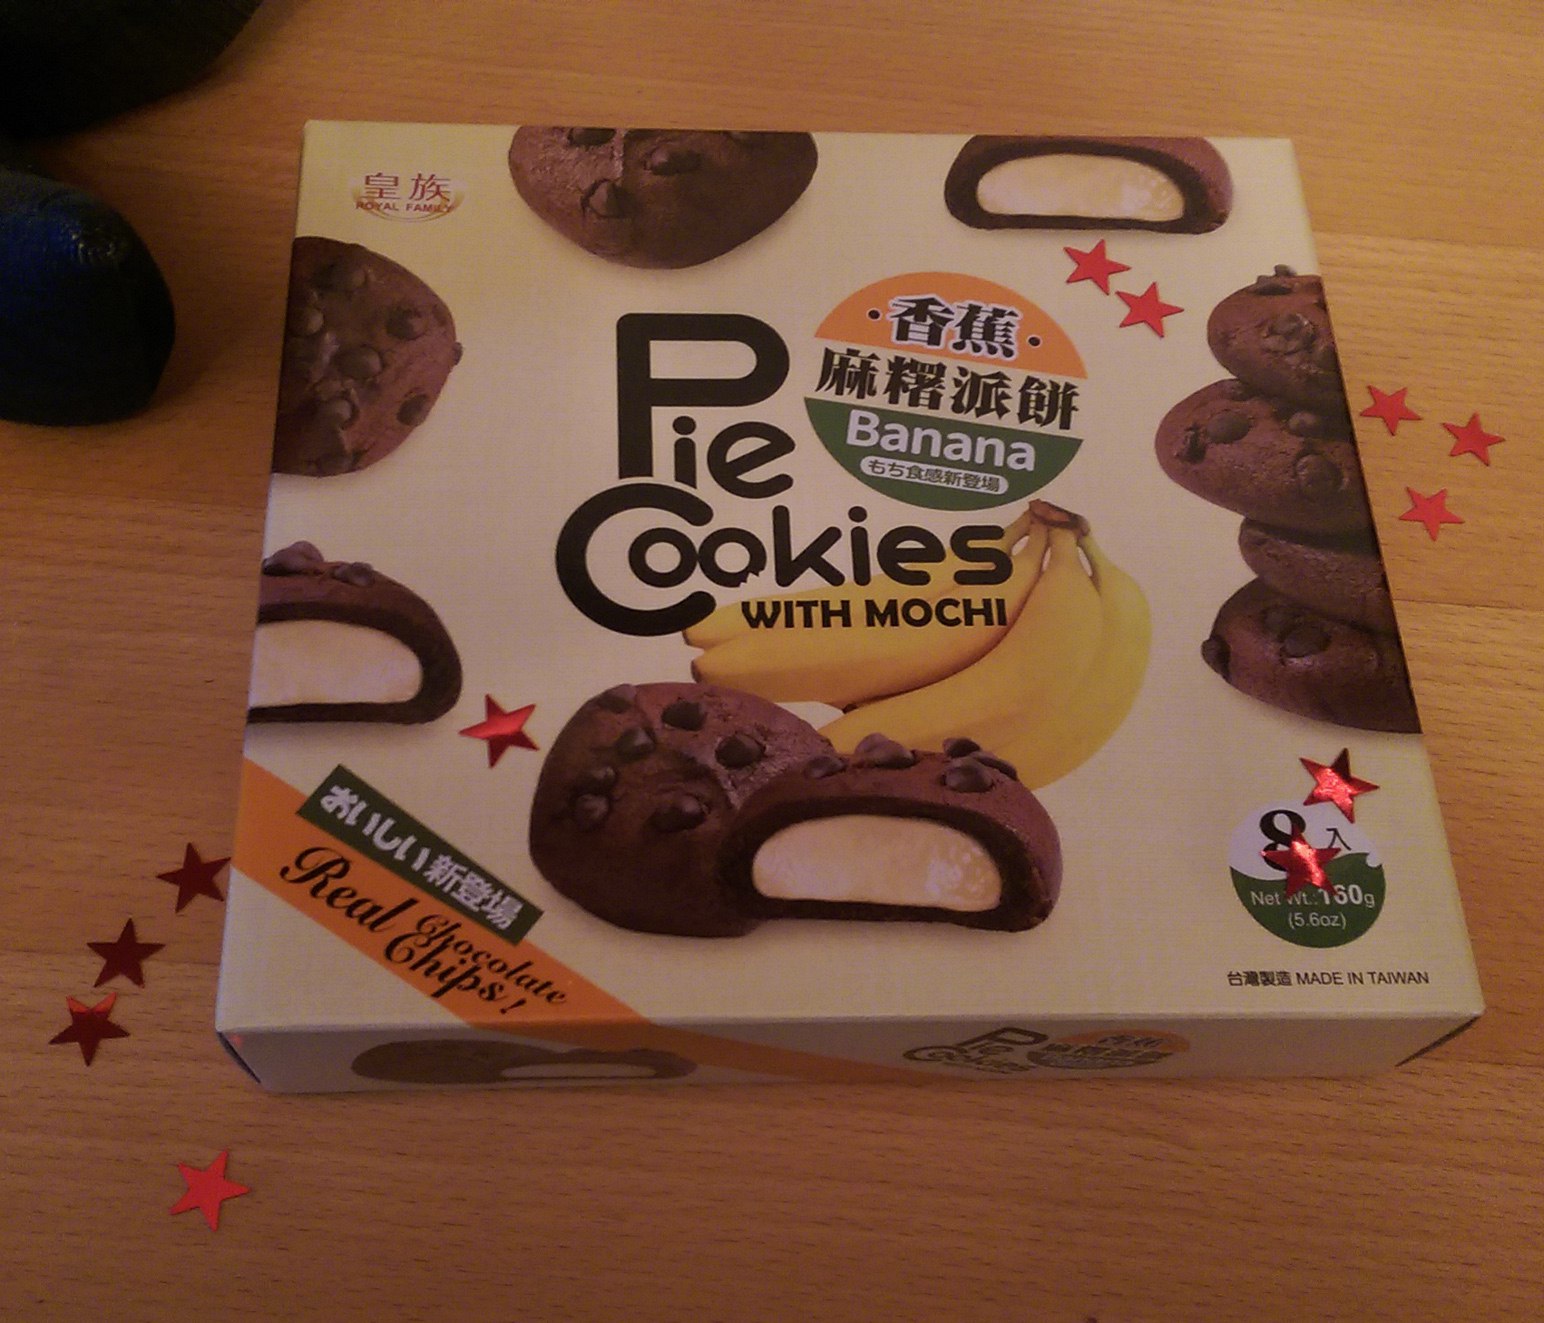 皇族
ROYAL FAMILY
・香蕉・
麻糬派餅
Banana
もち食感新登場
Pie
Cookies
WITH MOCHI
おいしい新登場
Real Chocolate
Chips!
8入
Net Wt.:160g
(5.6oz)
台灣製造 MADE IN TAIWAN
Pie
Cookies